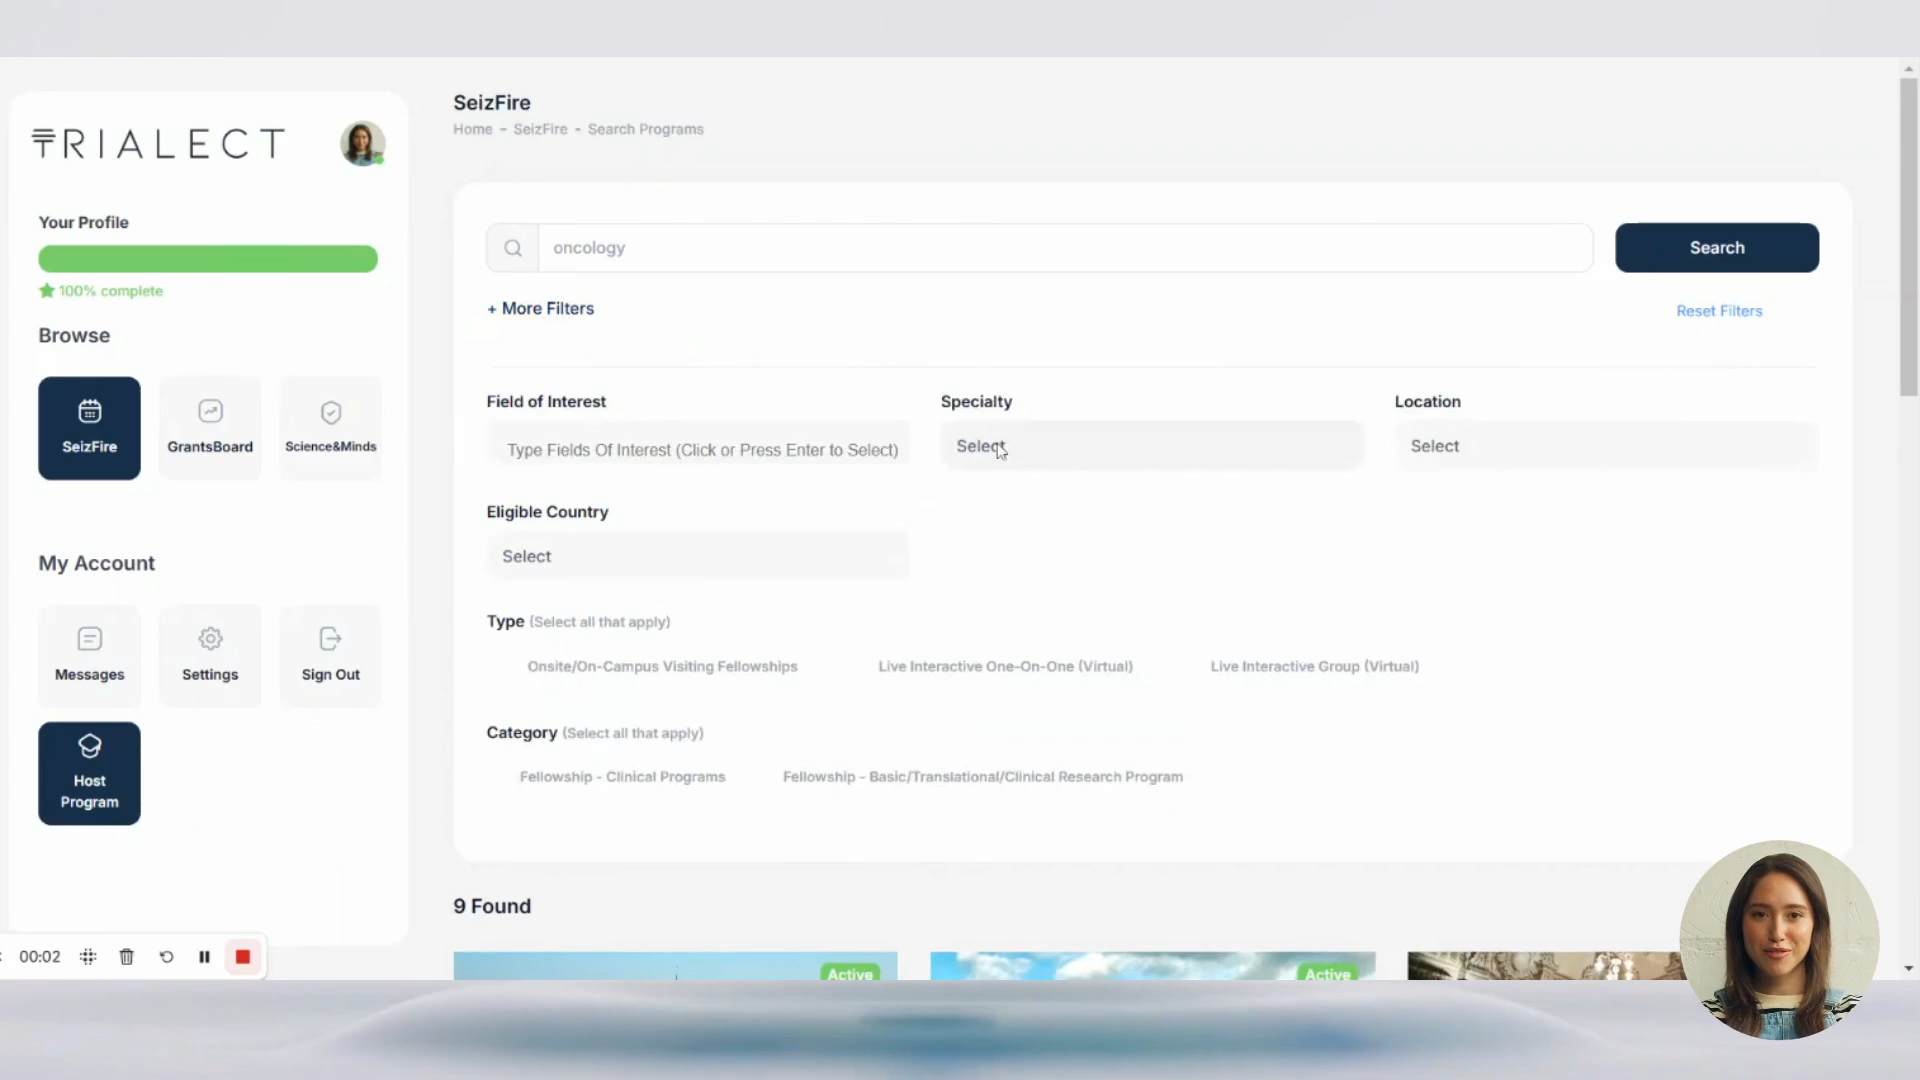 TRIALECT
Your Profile
100% complete
Browse
SeizFire
GrantsBoard
Science&Minds
My Account
Messages
Settings
Sign Out
Host
Program
00:02
SeizFire
Home - SeizFire - Search Programs
oncology
Search
+ More Filters
Reset Filters
Field of Interest
Specialty
Location
Type Fields Of Interest (Click or Press Enter to Select)
Select
Select
Eligible Country
Select
Type (Select all that apply)
Onsite/On-Campus Visiting Fellowships
Live Interactive One-On-One (Virtual)
Live Interactive Group (Virtual)
Category (Select all that apply)
Fellowship - Clinical Programs
Fellowship - Basic/Translational/Clinical Research Program
9 Found
Active
Active